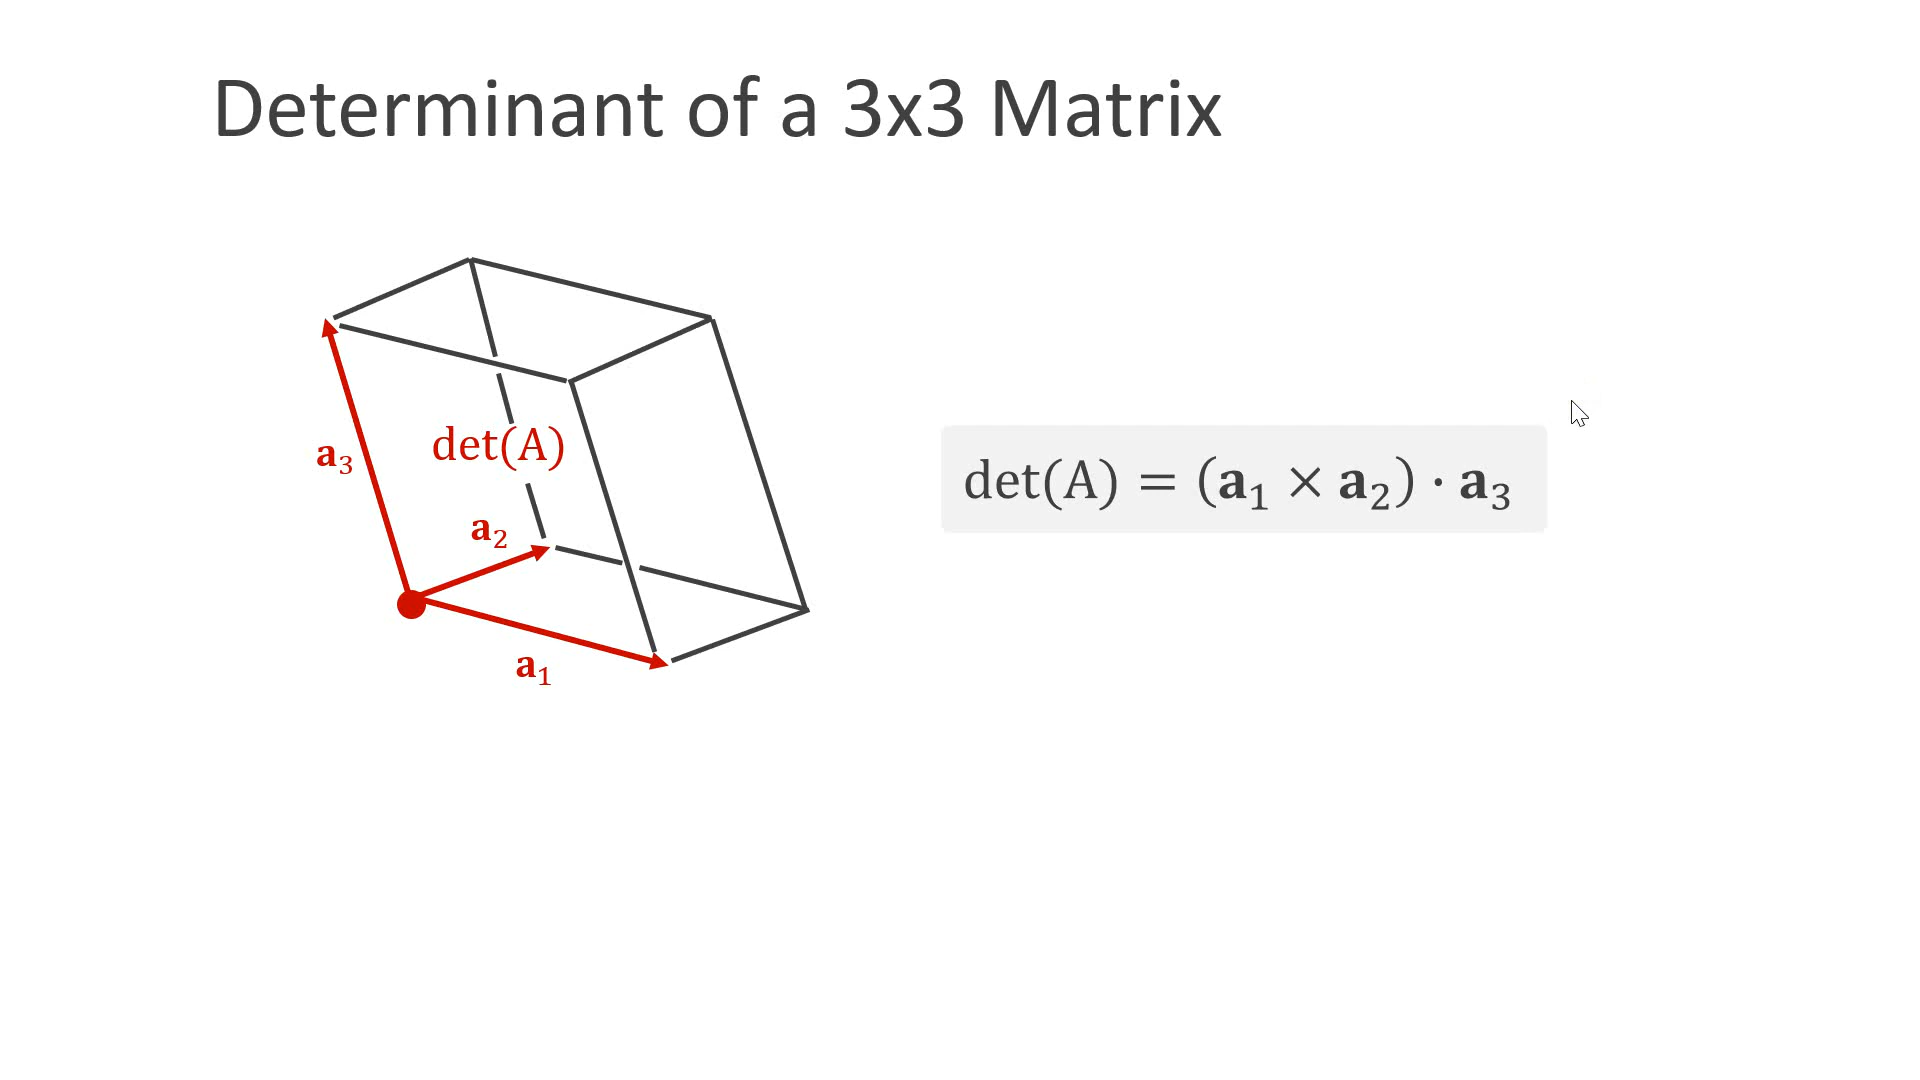 Determinant of a 3x3 Matrix
det(A)
a₃
a₂
a₁
det(A) = (a₁ × a₂) · a₃